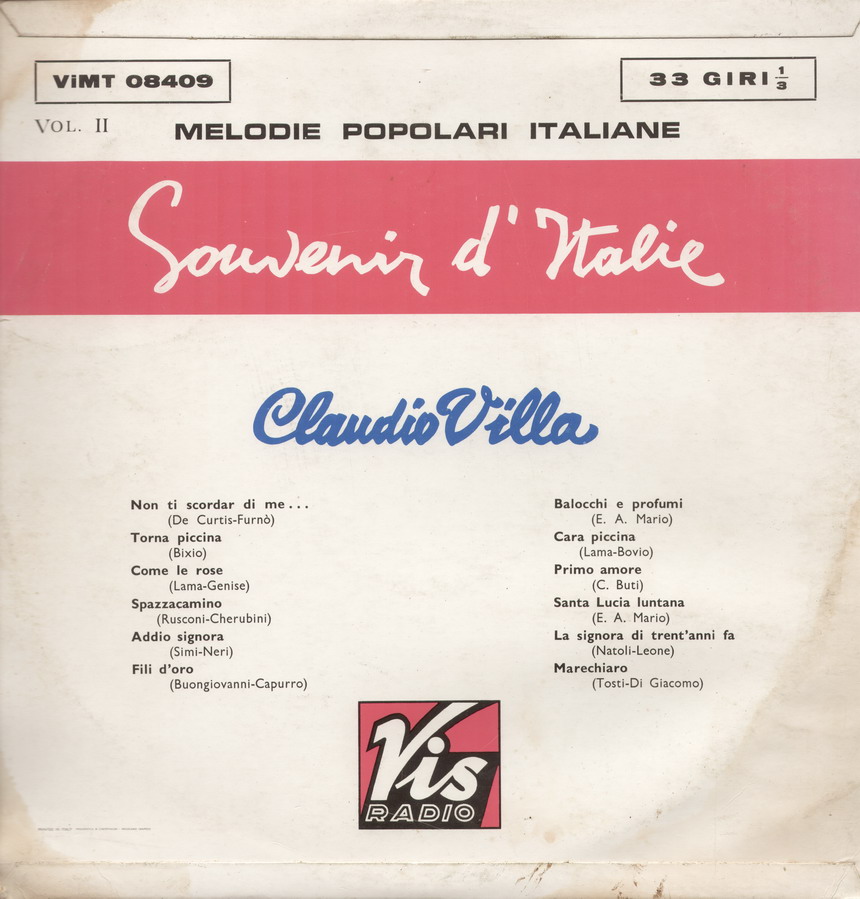 ViMT 08409
33 GIRI 1/3
VOL. II
MELODIE POPOLARI ITALIANE
Souvenir d'Italie
Claudio Villa
Non ti scordar di me...
(De Curtis-Furnò)
Torna piccina
(Bixio)
Come le rose
(Lama-Genise)
Spazzacamino
(Rusconi-Cherubini)
Addio signora
(Simi-Neri)
Fili d'oro
(Buongiovanni-Capurro)
Balocchi e profumi
(E. A. Mario)
Cara piccina
(Lama-Bovio)
Primo amore
(C. Buti)
Santa Lucia luntana
(E. A. Mario)
La signora di trent'anni fa
(Natoli-Leone)
Marechiaro
(Tosti-Di Giacomo)
Vis
RADIO